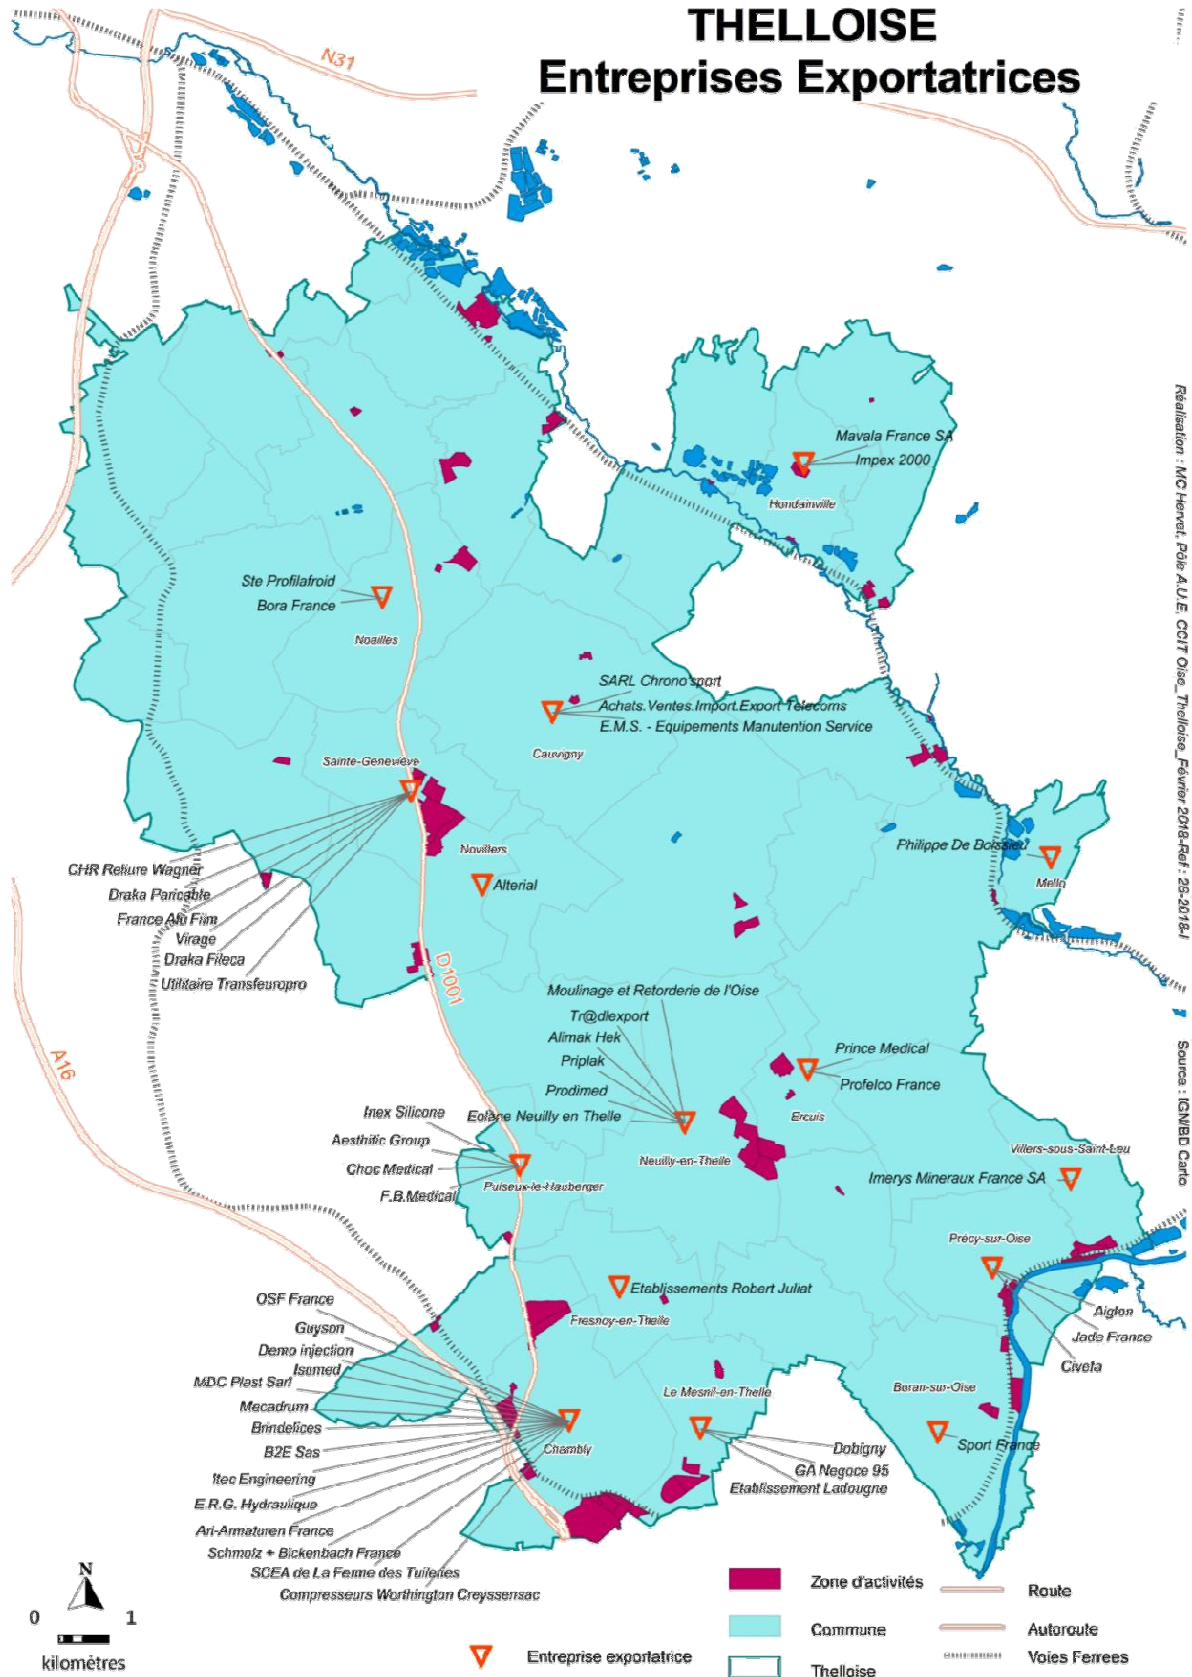 THELLOISE
Entreprises Exportatrices
N31
Mavala France SA
Impex 2000
Hondainville
Ste Profilafroid
Bora France
Noailles
SARL Chrono'sport
Achats.Ventes.Import.Export Telecoms
E.M.S. - Equipements Manutention Service
Cauvigny
Sainte-Geneviève
CHR Reliure Wagner
Draka Paricable
France Alu Film
Virage
Draka Fileca
Utilitaire Transfeuropro
Novillers
Alterial
Philippe De Boissieu
Mello
D1001
A16
Moulinage et Retorderie de l'Oise
Tr@diexport
Alimak Hek
Priplak
Prodimed
Eolane Neuilly en Thelle
Neuilly-en-Thelle
Prince Medical
Profelco France
Ercuis
Inex Silicone
Aesthitic Group
Choc Medical
F.B.Medical
Puiseux-le-Hauberger
Villers-sous-Saint-Leu
Imerys Mineraux France SA
Précy-sur-Oise
Aiglon
Jade France
Civeta
Etablissements Robert Juliat
Fresnoy-en-Thelle
OSF France
Guyson
Demo injection
Isomed
MDC Plast Sarl
Mecadrum
Brindelices
B2E Sas
Itec Engineering
E.R.G. Hydraulique
Ari-Armaturen France
Schmolz + Bickenbach France
SCEA de La Ferme des Tuileries
Compresseurs Worthington Creyssensac
Chambly
Le Mesnil-en-Thelle
Dobigny
GA Negoce 95
Etablissement Ladougne
Boran-sur-Oise
Sport France
Réalisation : MC Hervet, Pôle A.U.E. CCIT Oise_Thelloise_Février 2018-Ref : 26-2018-I
Source : IGN/BD Carto
N
0 1
kilomètres
Entreprise exportatrice
Zone d'activités
Commune
Thelloise
Route
Autoroute
Voies Ferrees